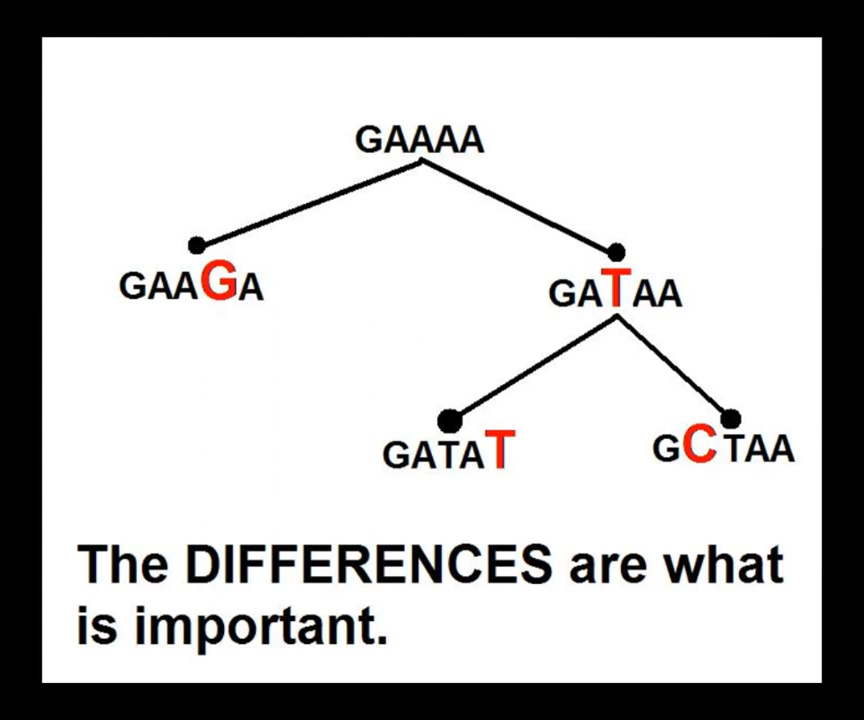 GAAAA
GAAGA
GATAA
GATAT
GCTAA
The DIFFERENCES are what
is important.